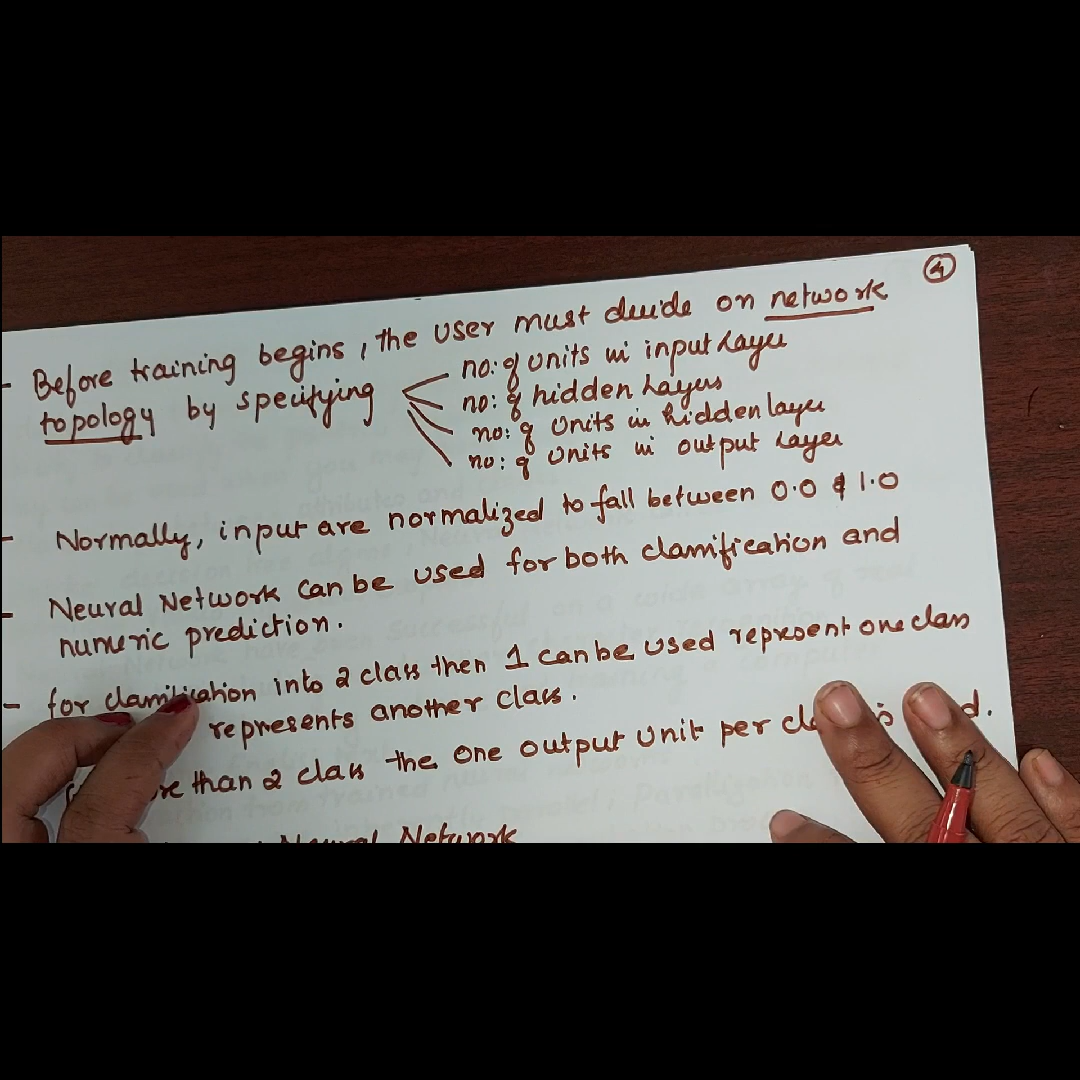 4
- Before training begins, the user must decide on network
topology by specifying
no: of units in input Layer
no: of hidden Layers
no: of Units in hidden layer
no: of Units in output Layer
- Normally, input are normalized to fall between 0.0 & 1.0
- Neural Network can be used for both classification and
numeric prediction.
- for classification into 2 class then 1 can be used represent one class
represents another class.
than 2 class the one output Unit per
Neural Network